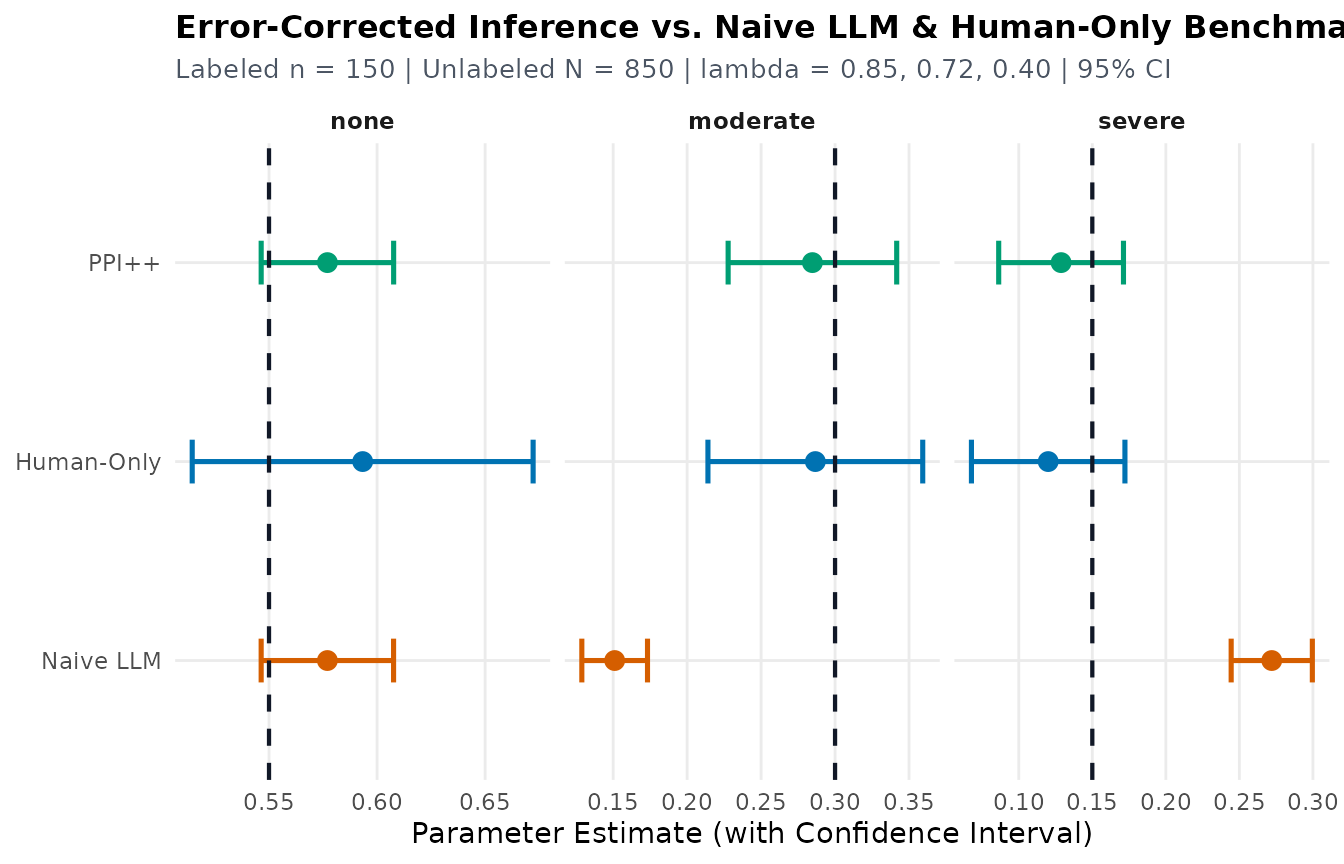 Error-Corrected Inference vs. Naive LLM & Human-Only Benchma
Labeled n = 150 | Unlabeled N = 850 | lambda = 0.85, 0.72, 0.40 | 95% CI
none moderate severe
PPI++
Human-Only
Naive LLM
0.55 0.60 0.65 0.15 0.20 0.25 0.30 0.35 0.10 0.15 0.20 0.25 0.30
Parameter Estimate (with Confidence Interval)